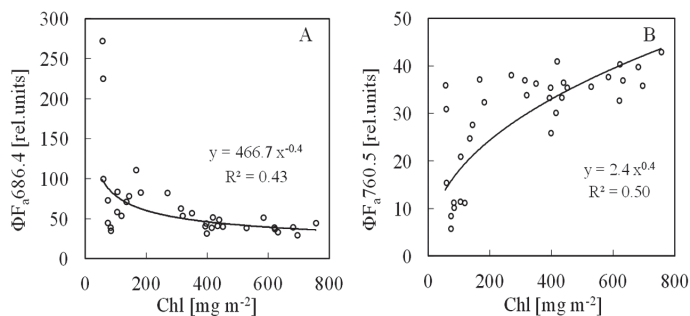 A
ΦFa686.4 [rel.units]
300
250
200
150
100
50
0
y = 466.7 x^-0.4
R² = 0.43
0 200 400 600 800
Chl [mg m⁻²]
B
ΦFa760.5 [rel.units]
50
40
30
20
10
0
y = 2.4 x^0.4
R² = 0.50
0 200 400 600 800
Chl [mg m⁻²]